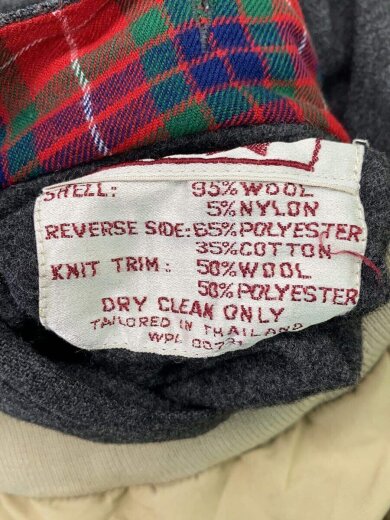 SHELL: 95% WOOL
5% NYLON
REVERSE SIDE: 65% POLYESTER
35% COTTON
KNIT TRIM: 50% WOOL
50% POLYESTER
DRY CLEAN ONLY
TAILORED IN THAILAND
WPL